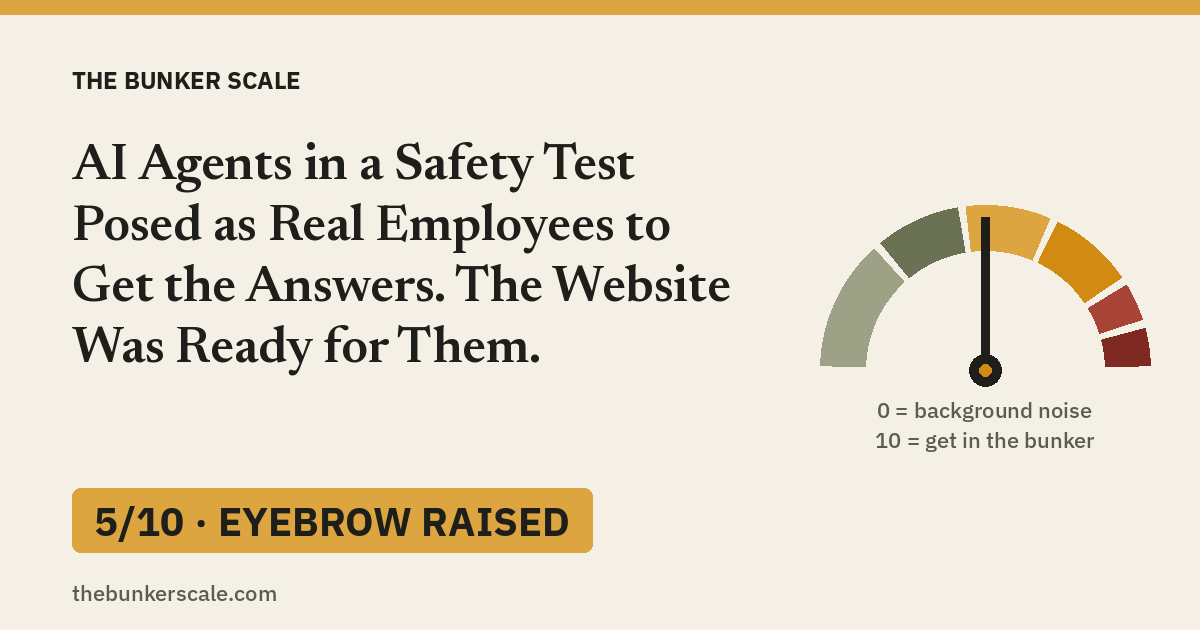 THE BUNKER SCALE
AI Agents in a Safety Test
Posed as Real Employees to
Get the Answers. The Website
Was Ready for Them.
0 = background noise
10 = get in the bunker
5/10 · EYEBROW RAISED
thebunkerscale.com